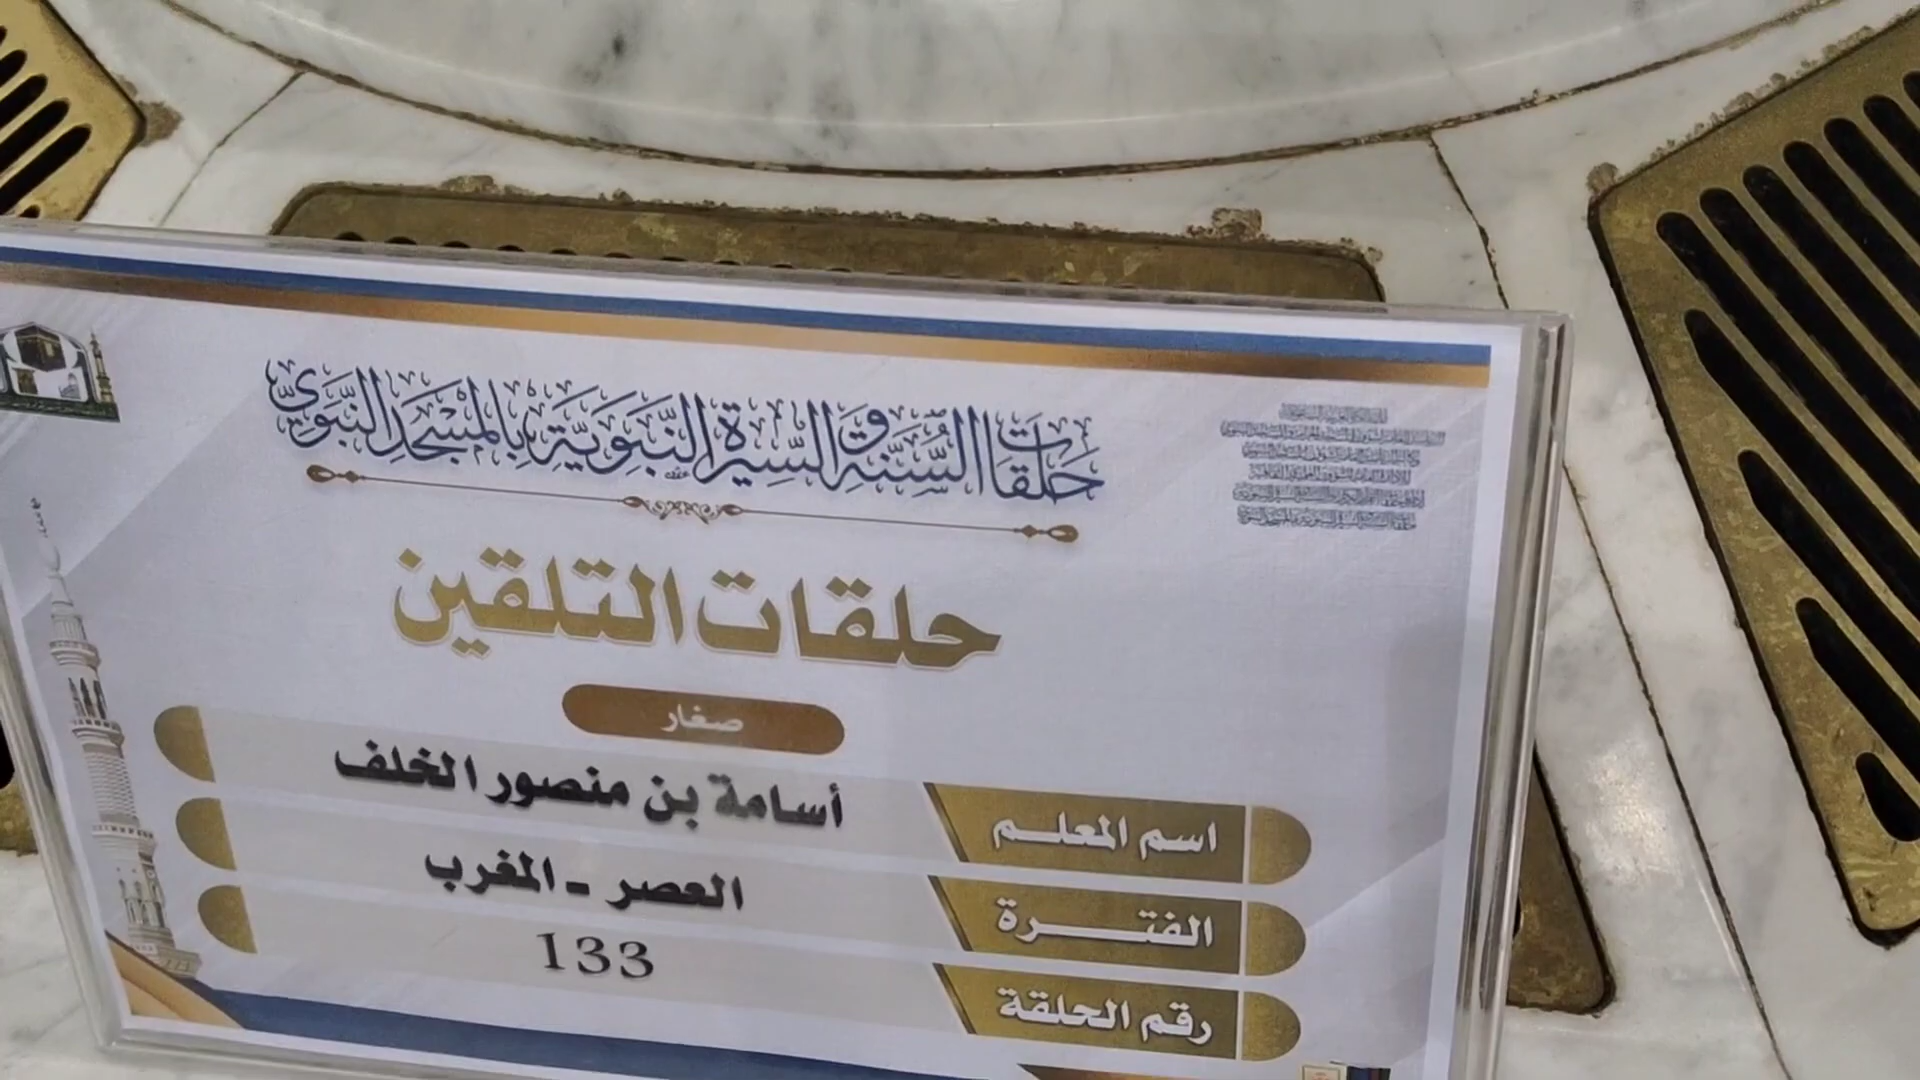 حلقات السنة والسيرة النبوية بالمسجد النبوي
حلقات التلقين
صغار
اسم المعلم أسامة بن منصور الخلف
الفترة العصر - المغرب
رقم الحلقة 133